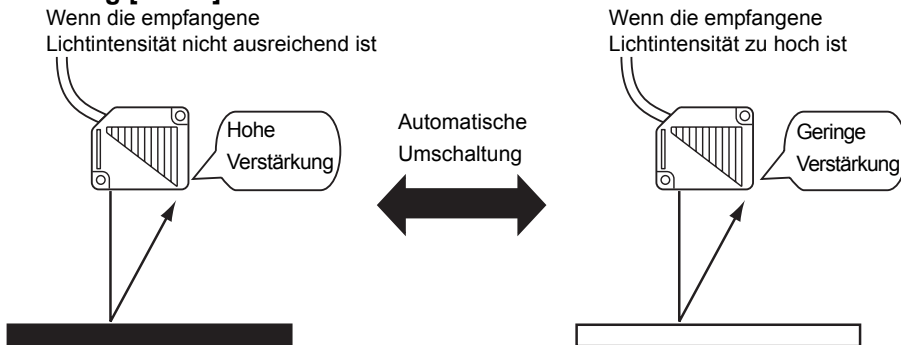 Wenn die empfangene
Lichtintensität nicht ausreichend ist
Wenn die empfangene
Lichtintensität zu hoch ist
Hohe
Verstärkung
Automatische
Umschaltung
Geringe
Verstärkung